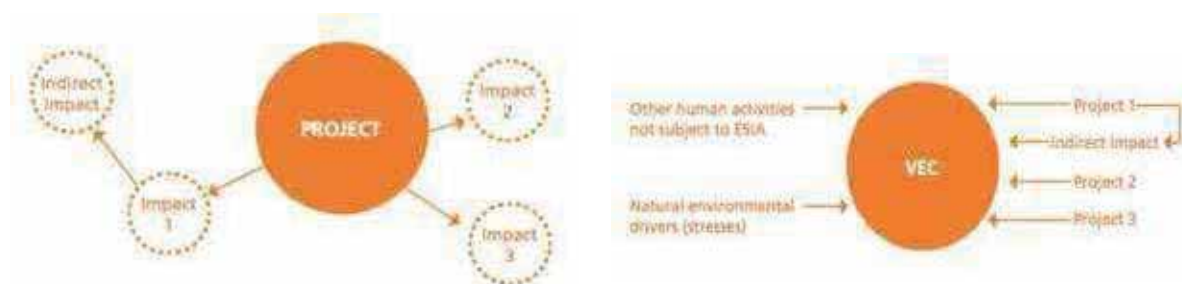 Indirect
Impact
PROJECT
Impact
2
Impact
1
Impact
3
Other human activities
not subject to ESIA
Natural environmental
drivers (stresses)
VEC
Project 1
Indirect Impact
Project 2
Project 3